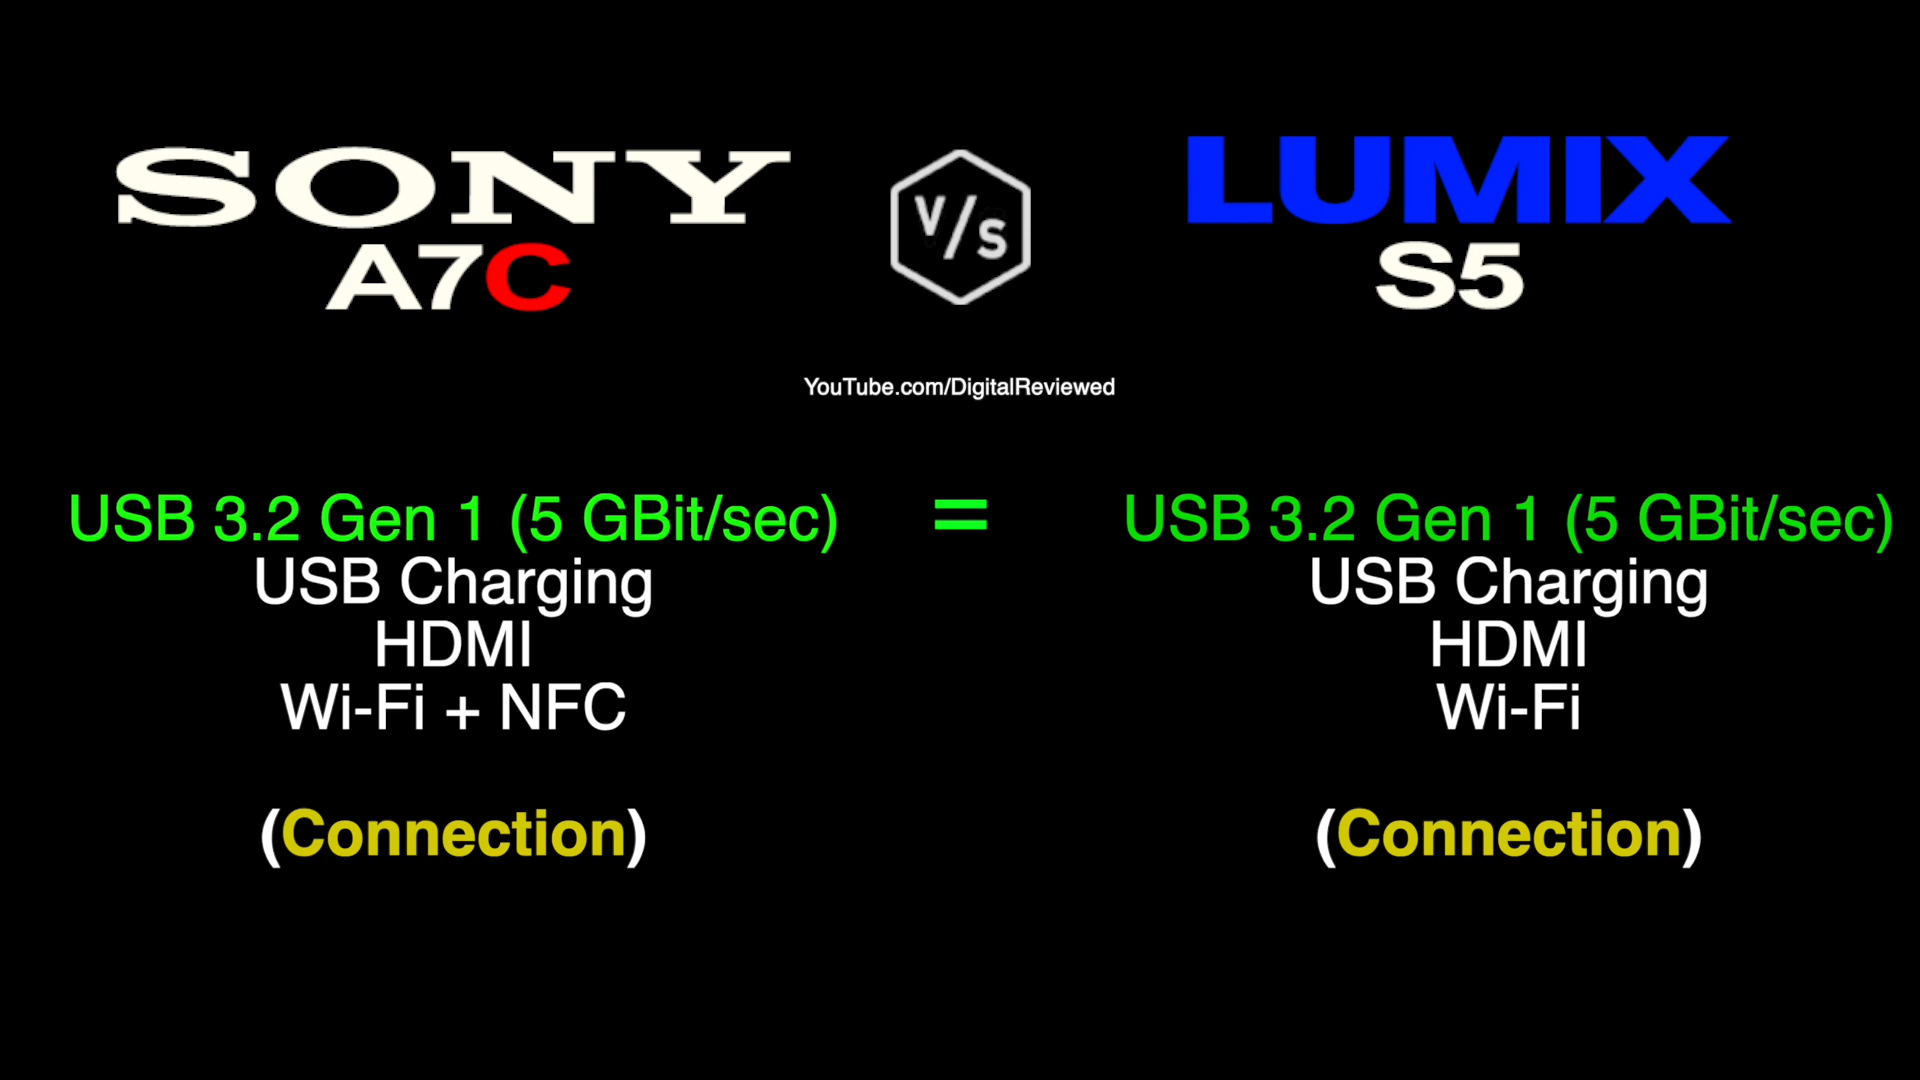 SONY
A7C
V/S
LUMIX
S5
YouTube.com/DigitalReviewed
USB 3.2 Gen 1 (5 GBit/sec)
USB Charging
HDMI
Wi-Fi + NFC
(Connection)
=
USB 3.2 Gen 1 (5 GBit/sec)
USB Charging
HDMI
Wi-Fi
(Connection)